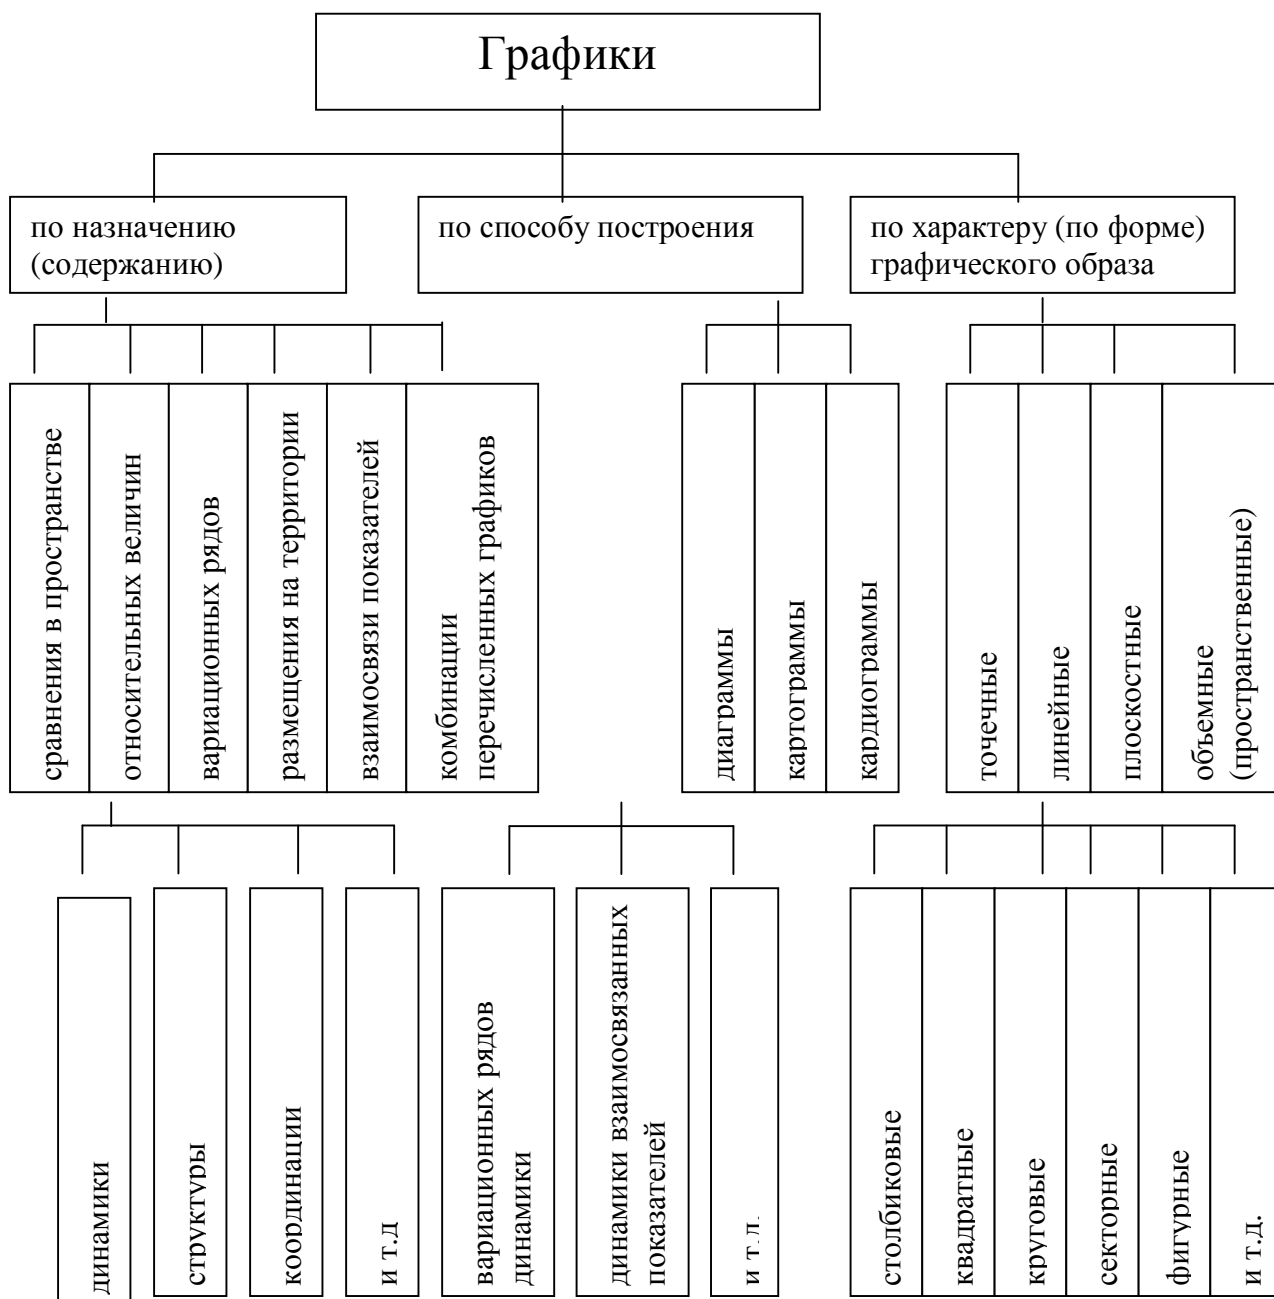 Графики
по назначению
(содержанию)
по способу построения
по характеру (по форме)
графического образа
сравнения в пространстве
относительных величин
вариационных рядов
размещения на территории
взаимосвязи показателей
комбинации
перечисленных графиков
диаграммы
картограммы
кардиограммы
точечные
линейные
плоскостные
объемные
(пространственные)
динамики
структуры
координации
и т.д
вариационных рядов
динамики
динамики взаимосвязанных
показателей
и т.д.
столбиковые
квадратные
круговые
секторные
фигурные
и т.д.